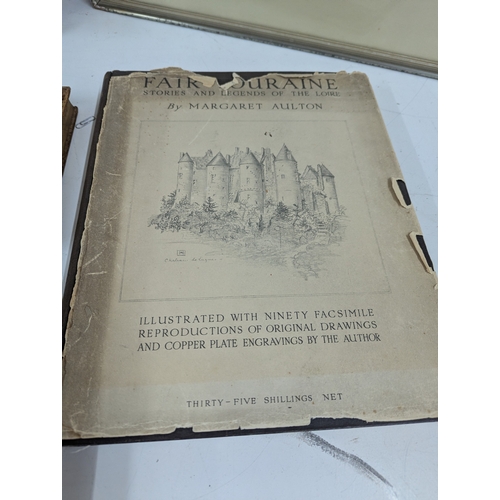 FAIR TOURAINE
STORIES AND LEGENDS OF THE LOIRE
By MARGARET AULTON
ILLUSTRATED WITH NINETY FACSIMILE
REPRODUCTIONS OF ORIGINAL DRAWINGS
AND COPPER PLATE ENGRAVINGS BY THE AUTHOR
THIRTY-FIVE SHILLINGS NET